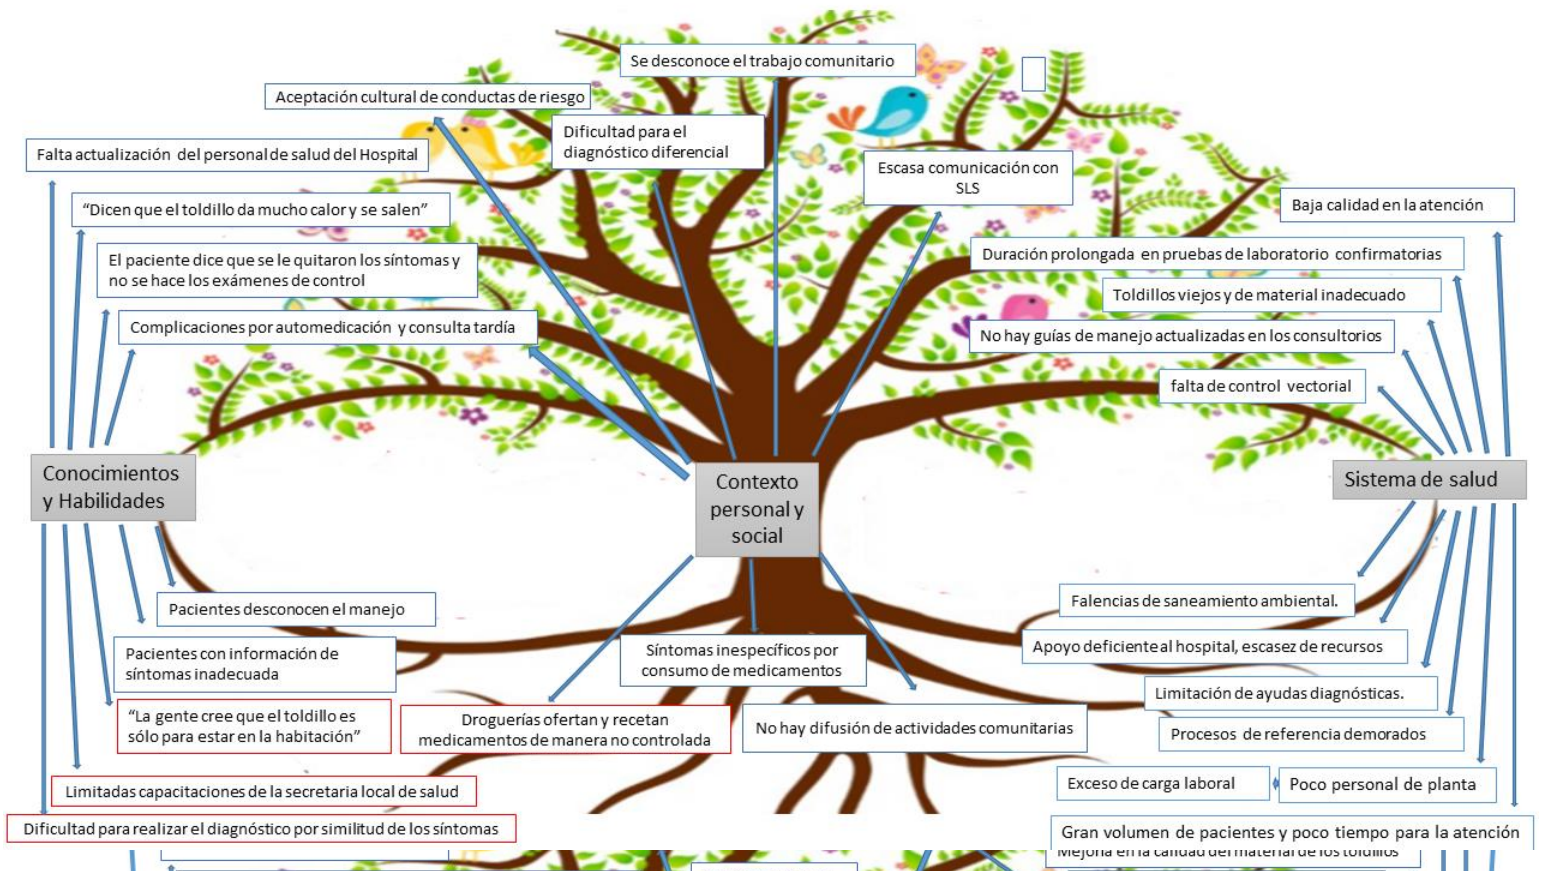 Se desconoce el trabajo comunitario
Aceptación cultural de conductas de riesgo
Dificultad para el
diagnóstico diferencial
Falta actualización del personal de salud del Hospital
Escasa comunicación con
SLS
"Dicen que el toldillo da mucho calor y se salen"
Baja calidad en la atención
El paciente dice que se le quitaron los síntomas y
no se hace los exámenes de control
Duración prolongada en pruebas de laboratorio confirmatorias
Toldillos viejos y de material inadecuado
Complicaciones por automedicación y consulta tardía
No hay guías de manejo actualizadas en los consultorios
falta de control vectorial
Conocimientos
y Habilidades
Contexto
personal y
social
Sistema de salud
Pacientes desconocen el manejo
Falencias de saneamiento ambiental.
Pacientes con información de
síntomas inadecuada
Síntomas inespecíficos por
consumo de medicamentos
Apoyo deficiente al hospital, escasez de recursos
Limitación de ayudas diagnósticas.
"La gente cree que el toldillo es
sólo para estar en la habitación"
Droguerías ofertan y recetan
medicamentos de manera no controlada
No hay difusión de actividades comunitarias
Procesos de referencia demorados
Exceso de carga laboral
Poco personal de planta
Limitadas capacitaciones de la secretaria local de salud
Dificultad para realizar el diagnóstico por similitud de los síntomas
Gran volumen de pacientes y poco tiempo para la atención
Mejoría en la calidad del material de los toldillos